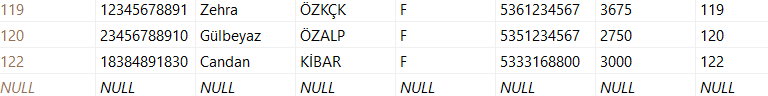 119 12345678891 Zehra ÖZKÇK F 5361234567 3675 119
120 23456788910 Gülbeyaz ÖZALP F 5351234567 2750 120
122 18384891830 Candan KİBAR F 5333168800 3000 122
NULL NULL NULL NULL NULL NULL NULL NULL